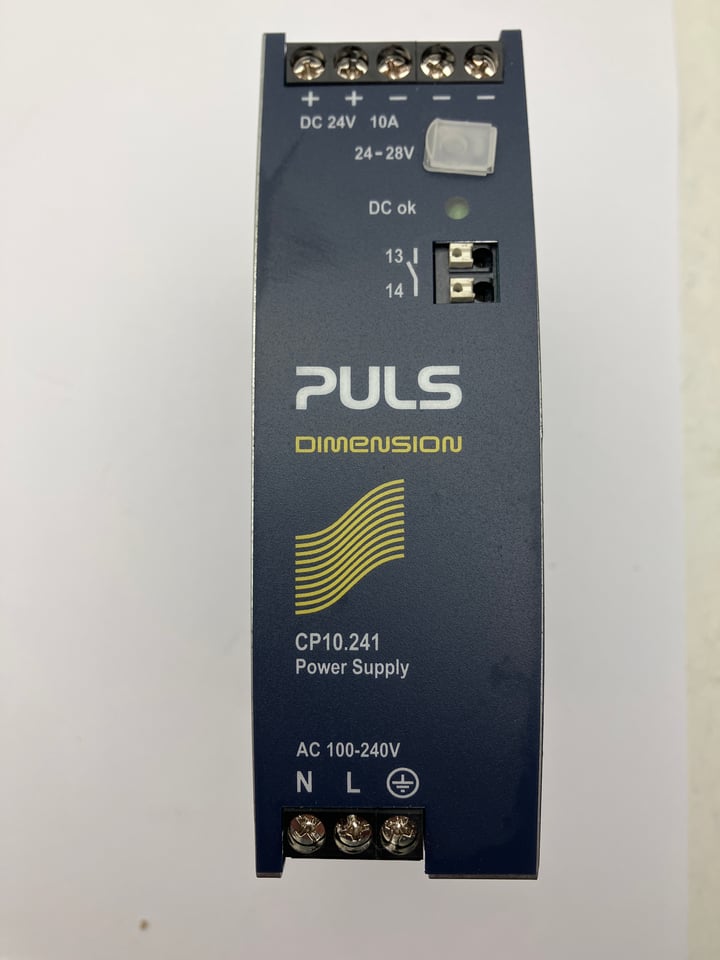 + + − − −
DC 24V 10A
24-28V
DC ok
13
14
PULS
DIMENSION
CP10.241
Power Supply
AC 100-240V
N L